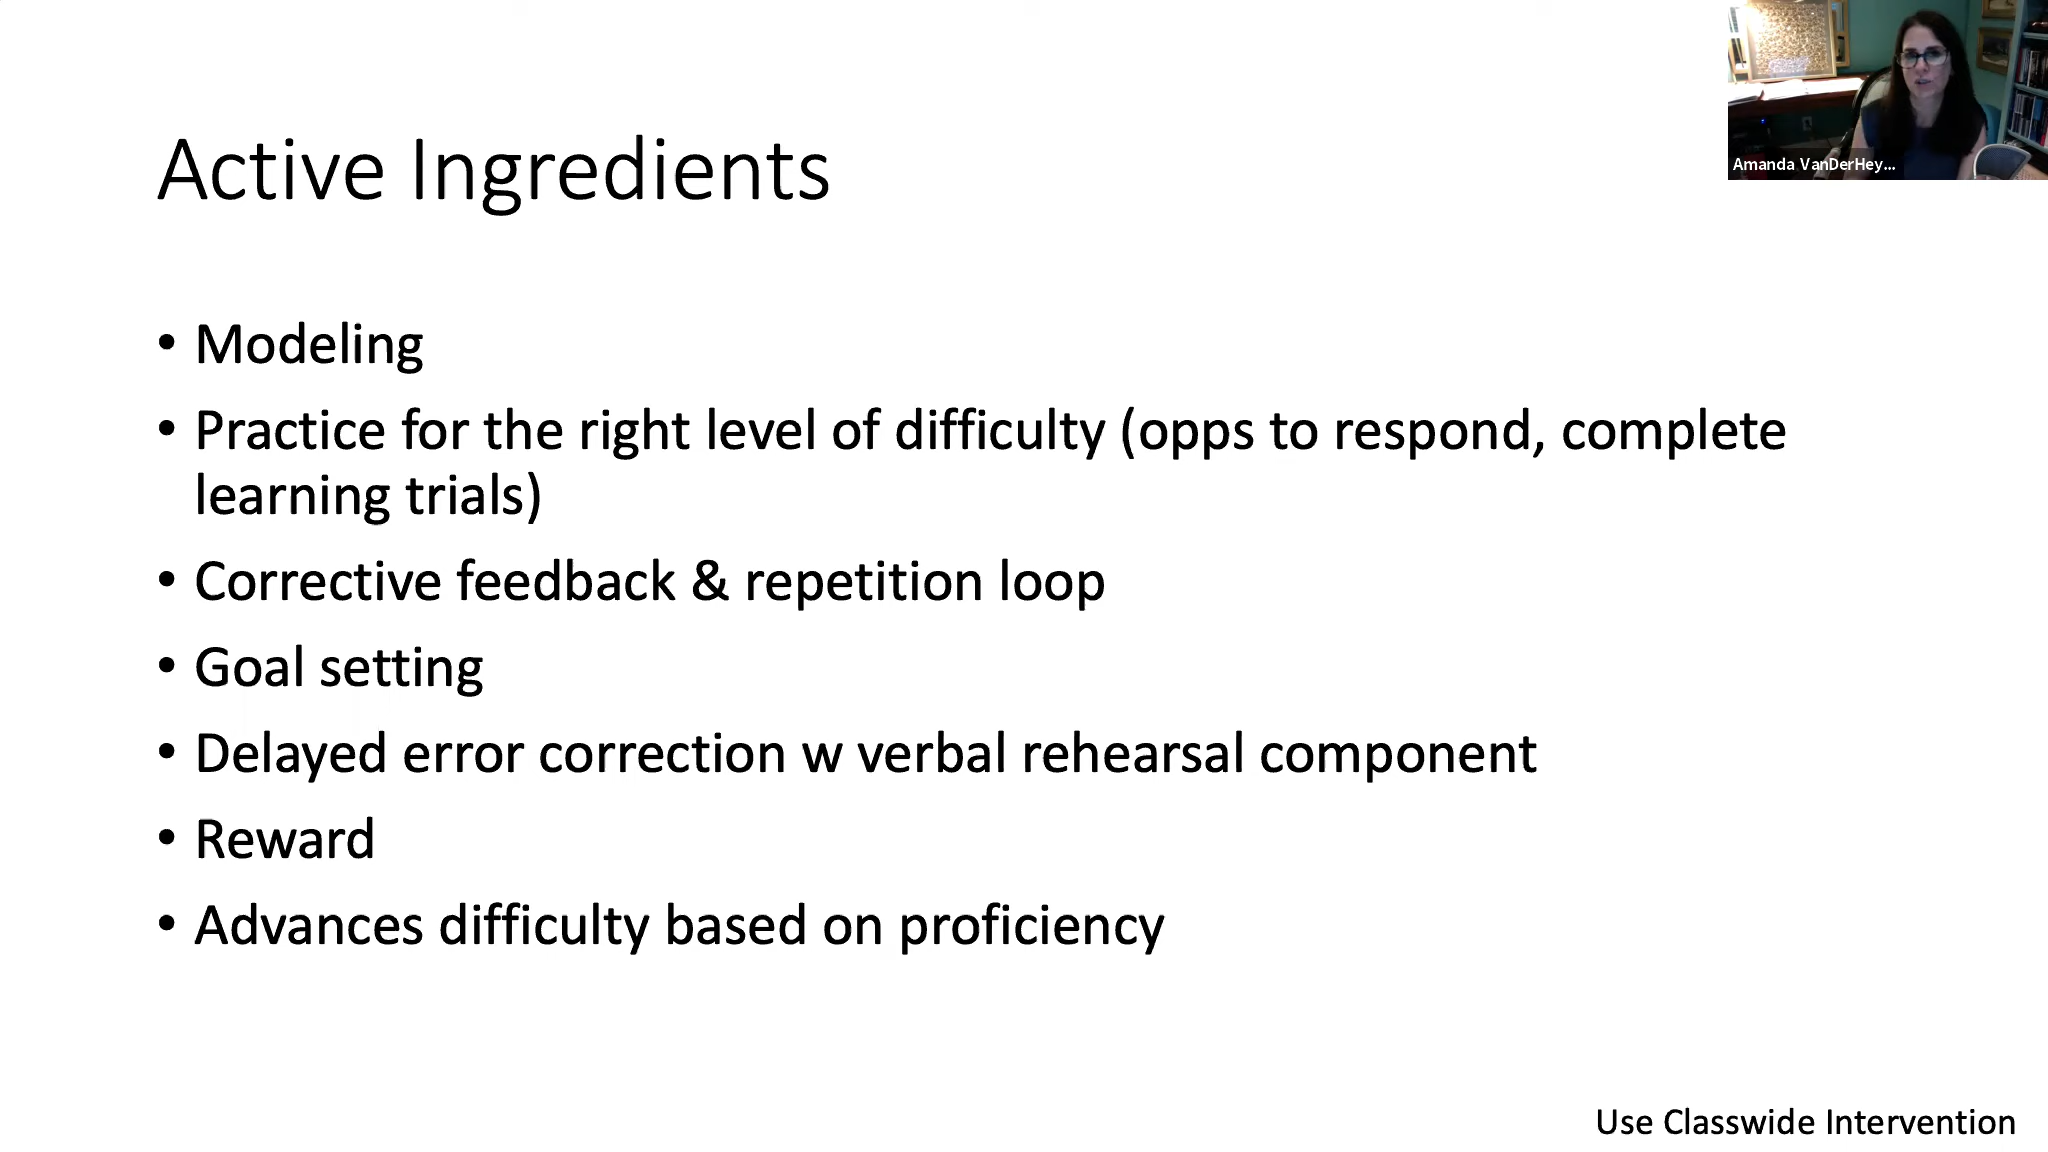 Active Ingredients
Amanda VanDerHey...
• Modeling
• Practice for the right level of difficulty (opps to respond, complete
learning trials)
• Corrective feedback & repetition loop
• Goal setting
• Delayed error correction w verbal rehearsal component
• Reward
• Advances difficulty based on proficiency
Use Classwide Intervention